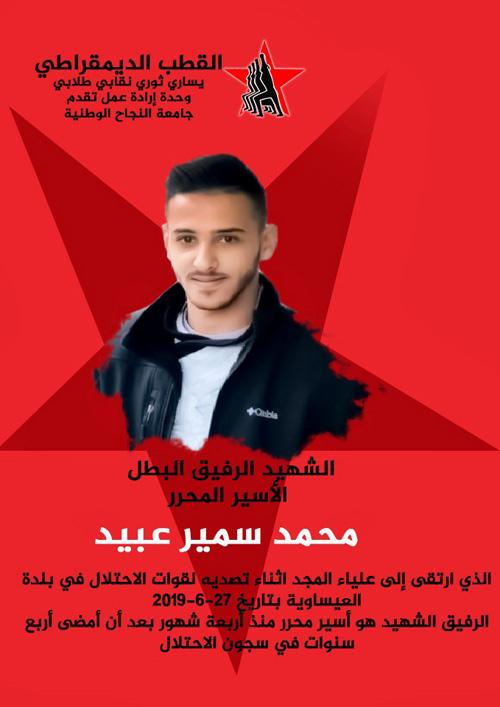 القطب الديمقراطي
يساري ثوري نقابي طلابي
وحدة إرادة عمل تقدم
جامعة النجاح الوطنية
Columbia
الشهيد الرفيق البطل
الأسير المحرر
محمد سمير عبيد
الذي ارتقى إلى علياء المجد اثناء تصديه لقوات الاحتلال في بلدة
العيساوية بتاريخ 27-6-2019
الرفيق الشهيد هو أسير محرر منذ أربعة شهور بعد أن أمضى أربع
سنوات في سجون الاحتلال